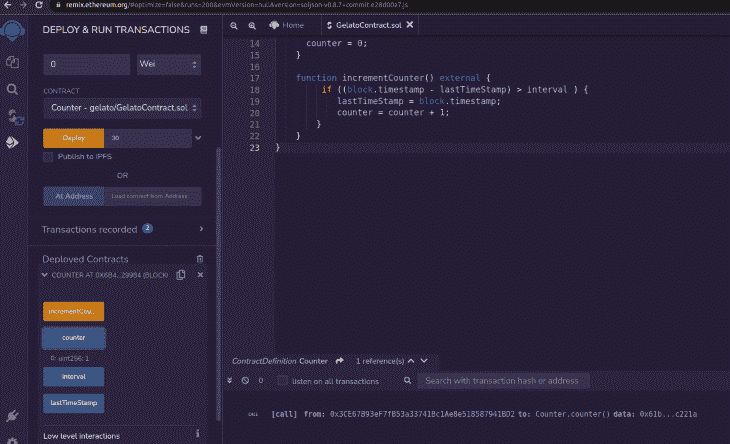 remix.ethereum.org/#optimize=false&runs=200&evmVersion=null&version=soljson-v0.8.7+commit.e28d00a7.js
DEPLOY & RUN TRANSACTIONS
Home
GelatoContract.sol
0
Wei
CONTRACT
Counter - gelato/GelatoContract.sol
Deploy
30
Publish to IPFS
OR
At Address
Load contract from Address
Transactions recorded
2
Deployed Contracts
COUNTER AT 0X6B4...29984 (BLOCK
incrementCou...
counter
0: uint256: 1
interval
lastTimeStamp
Low level interactions
i
14 counter = 0;
15 }
16
17 function incrementCounter() external {
18 if ((block.timestamp - lastTimeStamp) > interval ) {
19 lastTimeStamp = block.timestamp;
20 counter = counter + 1;
21 }
22 }
23 }
ContractDefinition Counter
1 reference(s)
0
listen on all transactions
Search with transaction hash or address
CALL
[call] from: 0x3CE67B93eF7fB53a33741Bc1Ae8e518587941BD2 to: Counter.counter() data: 0x61b...c221a